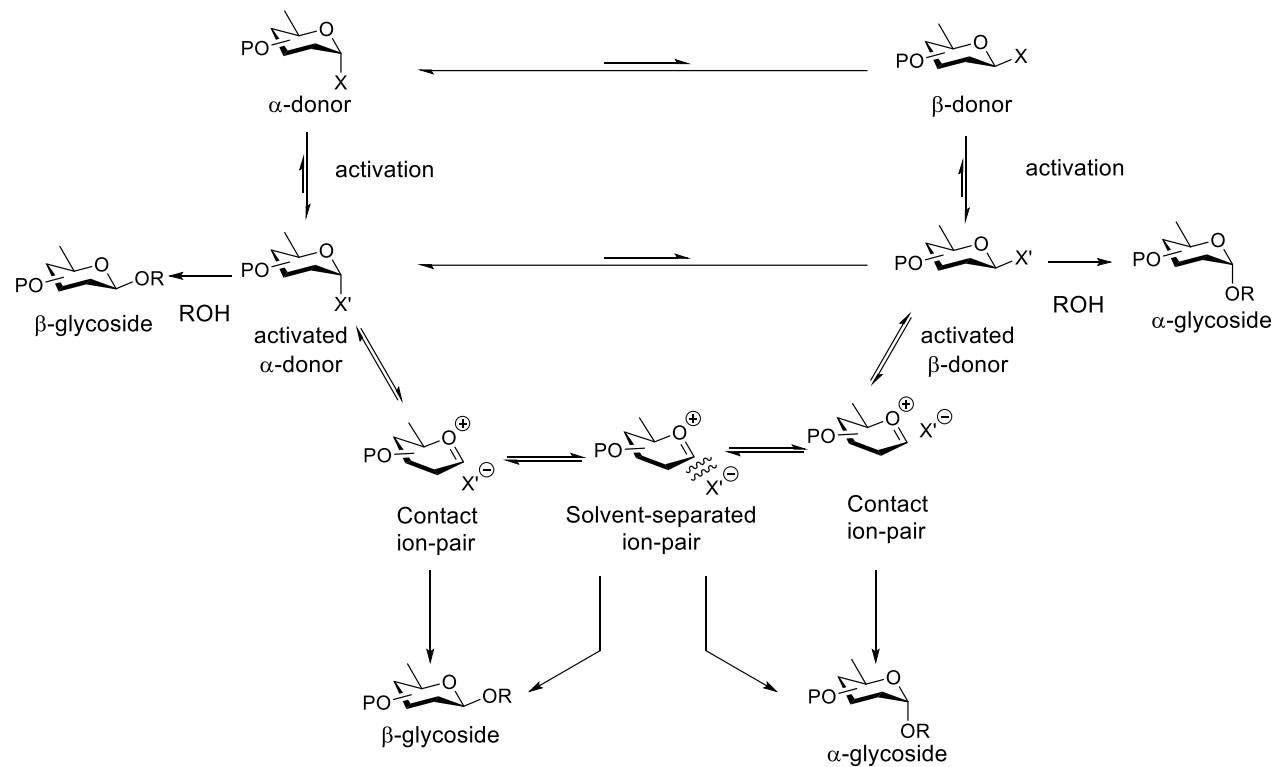 PO O X
α-donor
PO O X
β-donor
activation
activation
PO O OR
β-glycoside
ROH
PO O X'
activated
α-donor
PO O X'
activated
β-donor
ROH
PO O OR
α-glycoside
PO O + X' −
Contact
ion-pair
PO O + X' −
Solvent-separated
ion-pair
PO O + X' −
Contact
ion-pair
PO O OR
β-glycoside
PO O OR
α-glycoside